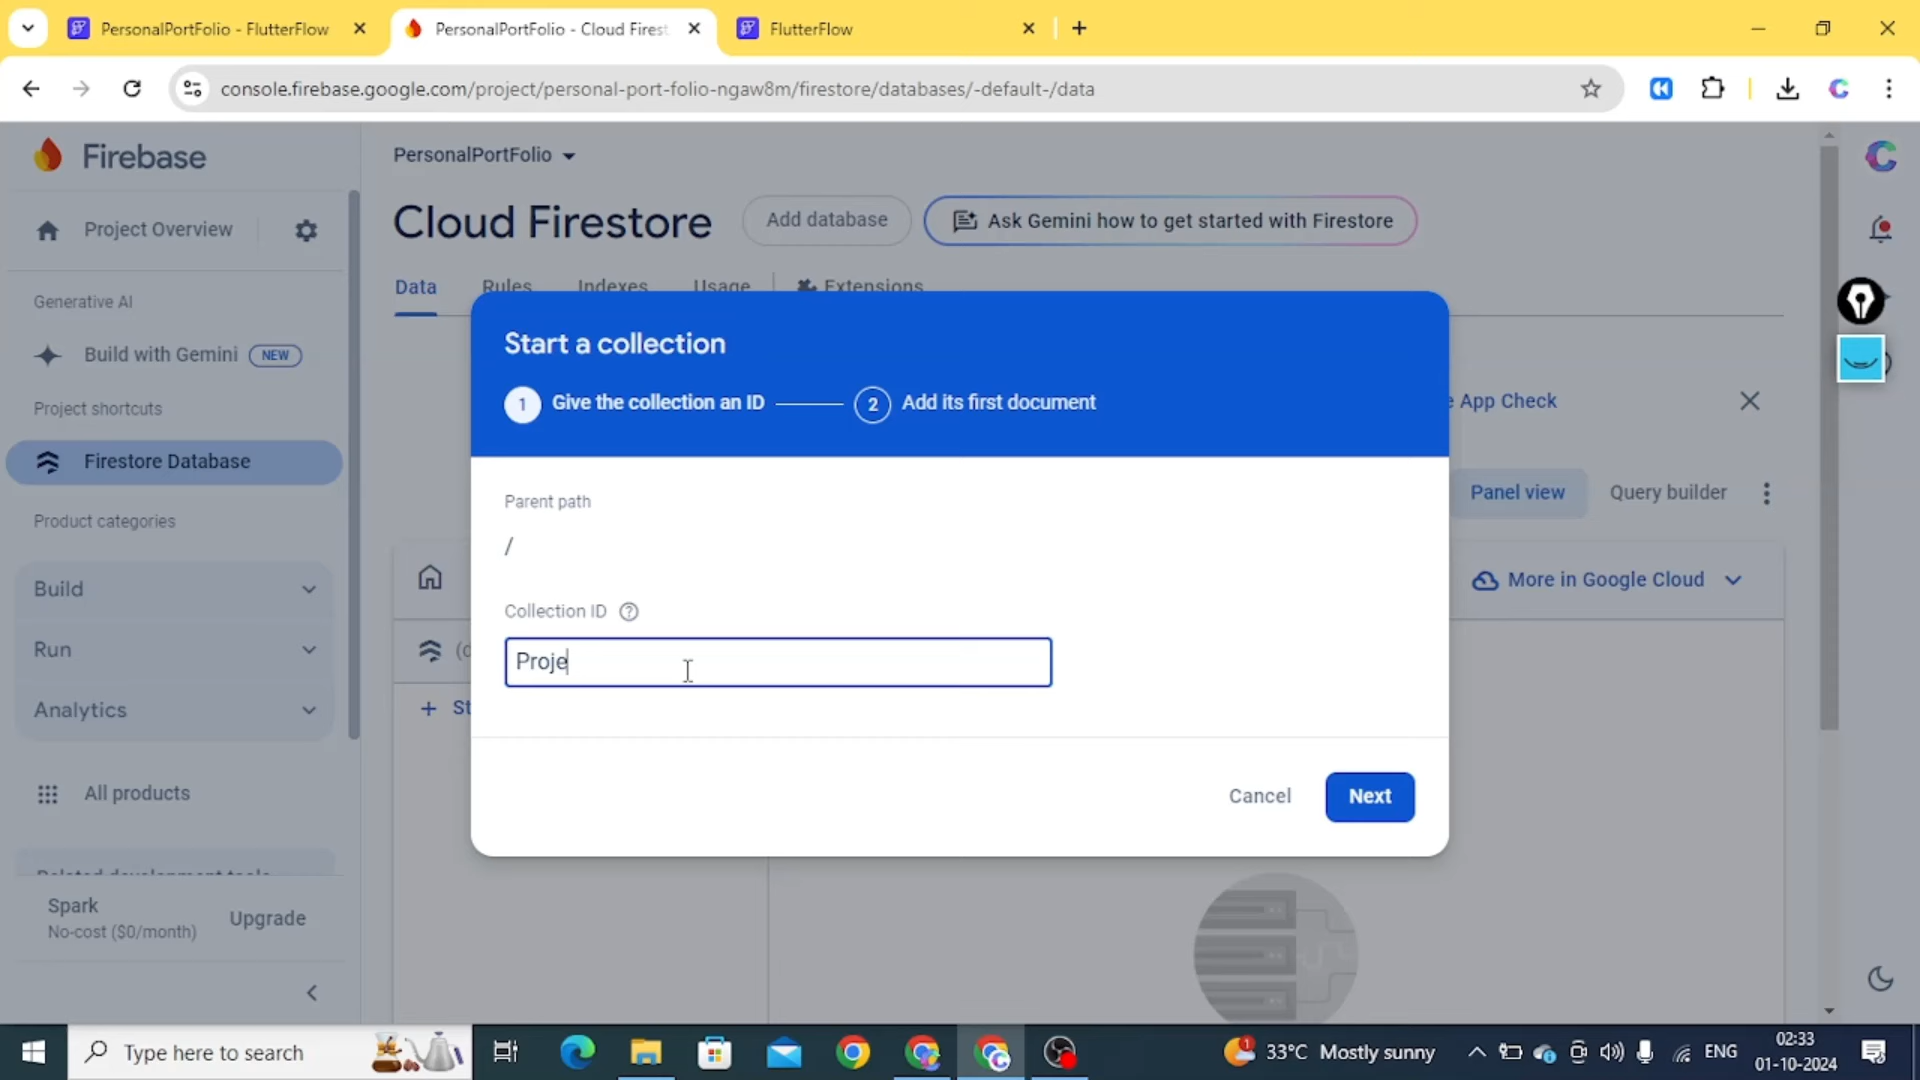 PersonalPortFolio - FlutterFlow
PersonalPortFolio - Cloud Firest
FlutterFlow
console.firebase.google.com/project/personal-port-folio-ngaw8m/firestore/databases/-default-/data
Firebase
PersonalPortFolio
Project Overview
Cloud Firestore
Add database
Ask Gemini how to get started with Firestore
Data
Rules
Indexes
Usage
Extensions
Generative AI
Build with Gemini
NEW
Start a collection
1
Give the collection an ID
2
Add its first document
App Check
Project shortcuts
Firestore Database
Panel view
Query builder
Parent path
/
Product categories
Build
More in Google Cloud
Collection ID
Proje
Run
(d
Analytics
+ St
All products
Cancel
Next
Related development tools
Spark
No-cost ($0/month)
Upgrade
Type here to search
1
33°C Mostly sunny
ENG
02:33
01-10-2024